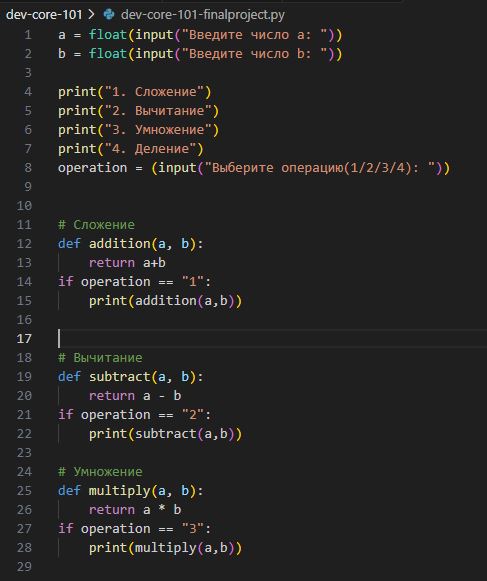 dev-core-101 > dev-core-101-finalproject.py
1 a = float(input("Введите число a: "))
2 b = float(input("Введите число b: "))
3
4 print("1. Сложение")
5 print("2. Вычитание")
6 print("3. Умножение")
7 print("4. Деление")
8 operation = (input("Выберите операцию(1/2/3/4): "))
9
10
11 # Сложение
12 def addition(a, b):
13     return a+b
14 if operation == "1":
15     print(addition(a,b))
16
17
18 # Вычитание
19 def subtract(a, b):
20     return a - b
21 if operation == "2":
22     print(subtract(a,b))
23
24 # Умножение
25 def multiply(a, b):
26     return a * b
27 if operation == "3":
28     print(multiply(a,b))
29